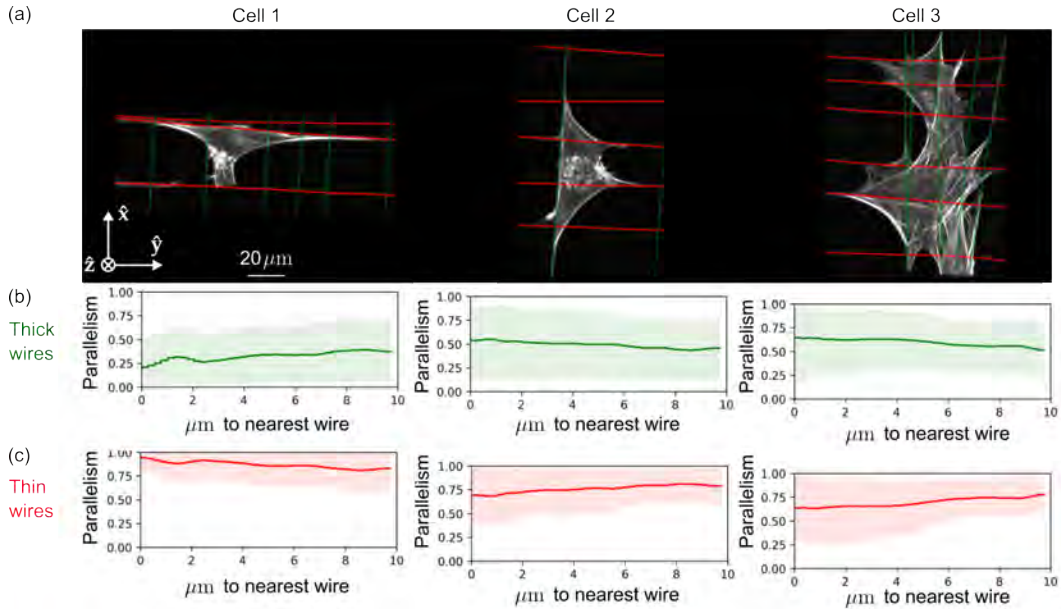 (a)
Cell 1
Cell 2
Cell 3
x̂
ẑ
ŷ
20 μm
(b)
Thick
wires
Parallelism
1.00
0.75
0.50
0.25
0.00
0
2
4
6
8
10
μm to nearest wire
Parallelism
1.00
0.75
0.50
0.25
0.00
0
2
4
6
8
10
μm to nearest wire
Parallelism
1.00
0.75
0.50
0.25
0.00
0
2
4
6
8
10
μm to nearest wire
(c)
Thin
wires
Parallelism
1.00
0.75
0.50
0.25
0.00
0
2
4
6
8
10
μm to nearest wire
Parallelism
1.00
0.75
0.50
0.25
0.00
0
2
4
6
8
10
μm to nearest wire
Parallelism
1.00
0.75
0.50
0.25
0.00
0
2
4
6
8
10
μm to nearest wire